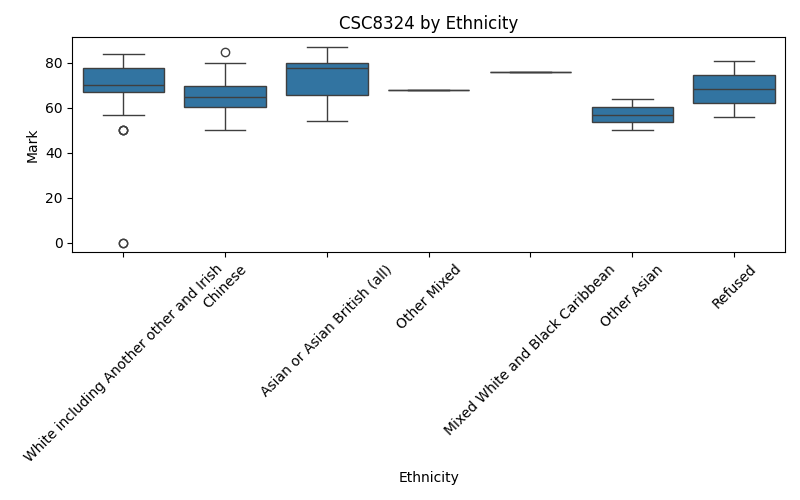 CSC8324 by Ethnicity
Mark
80
60
40
20
0
White including Another other and Irish
Chinese
Asian or Asian British (all)
Other Mixed
Mixed White and Black Caribbean
Other Asian
Refused
Ethnicity